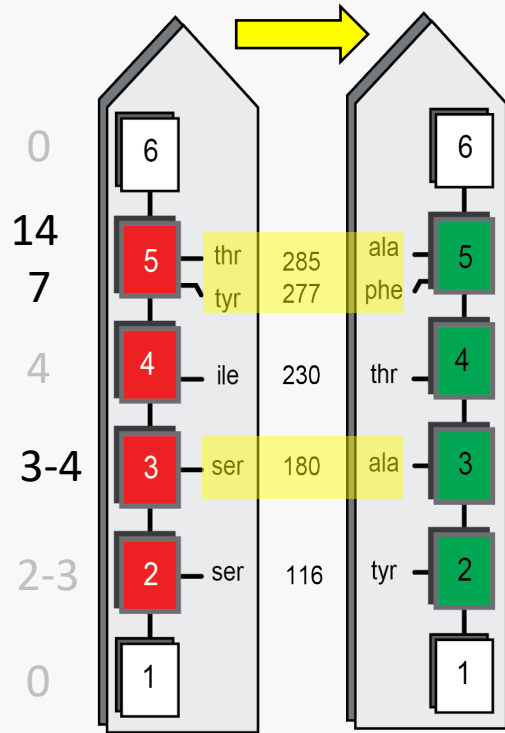 0 6 6
14 5 thr 285 ala 5
7 tyr 277 phe
4 4 ile 230 thr 4
3-4 3 ser 180 ala 3
2-3 2 ser 116 tyr 2
0 1 1